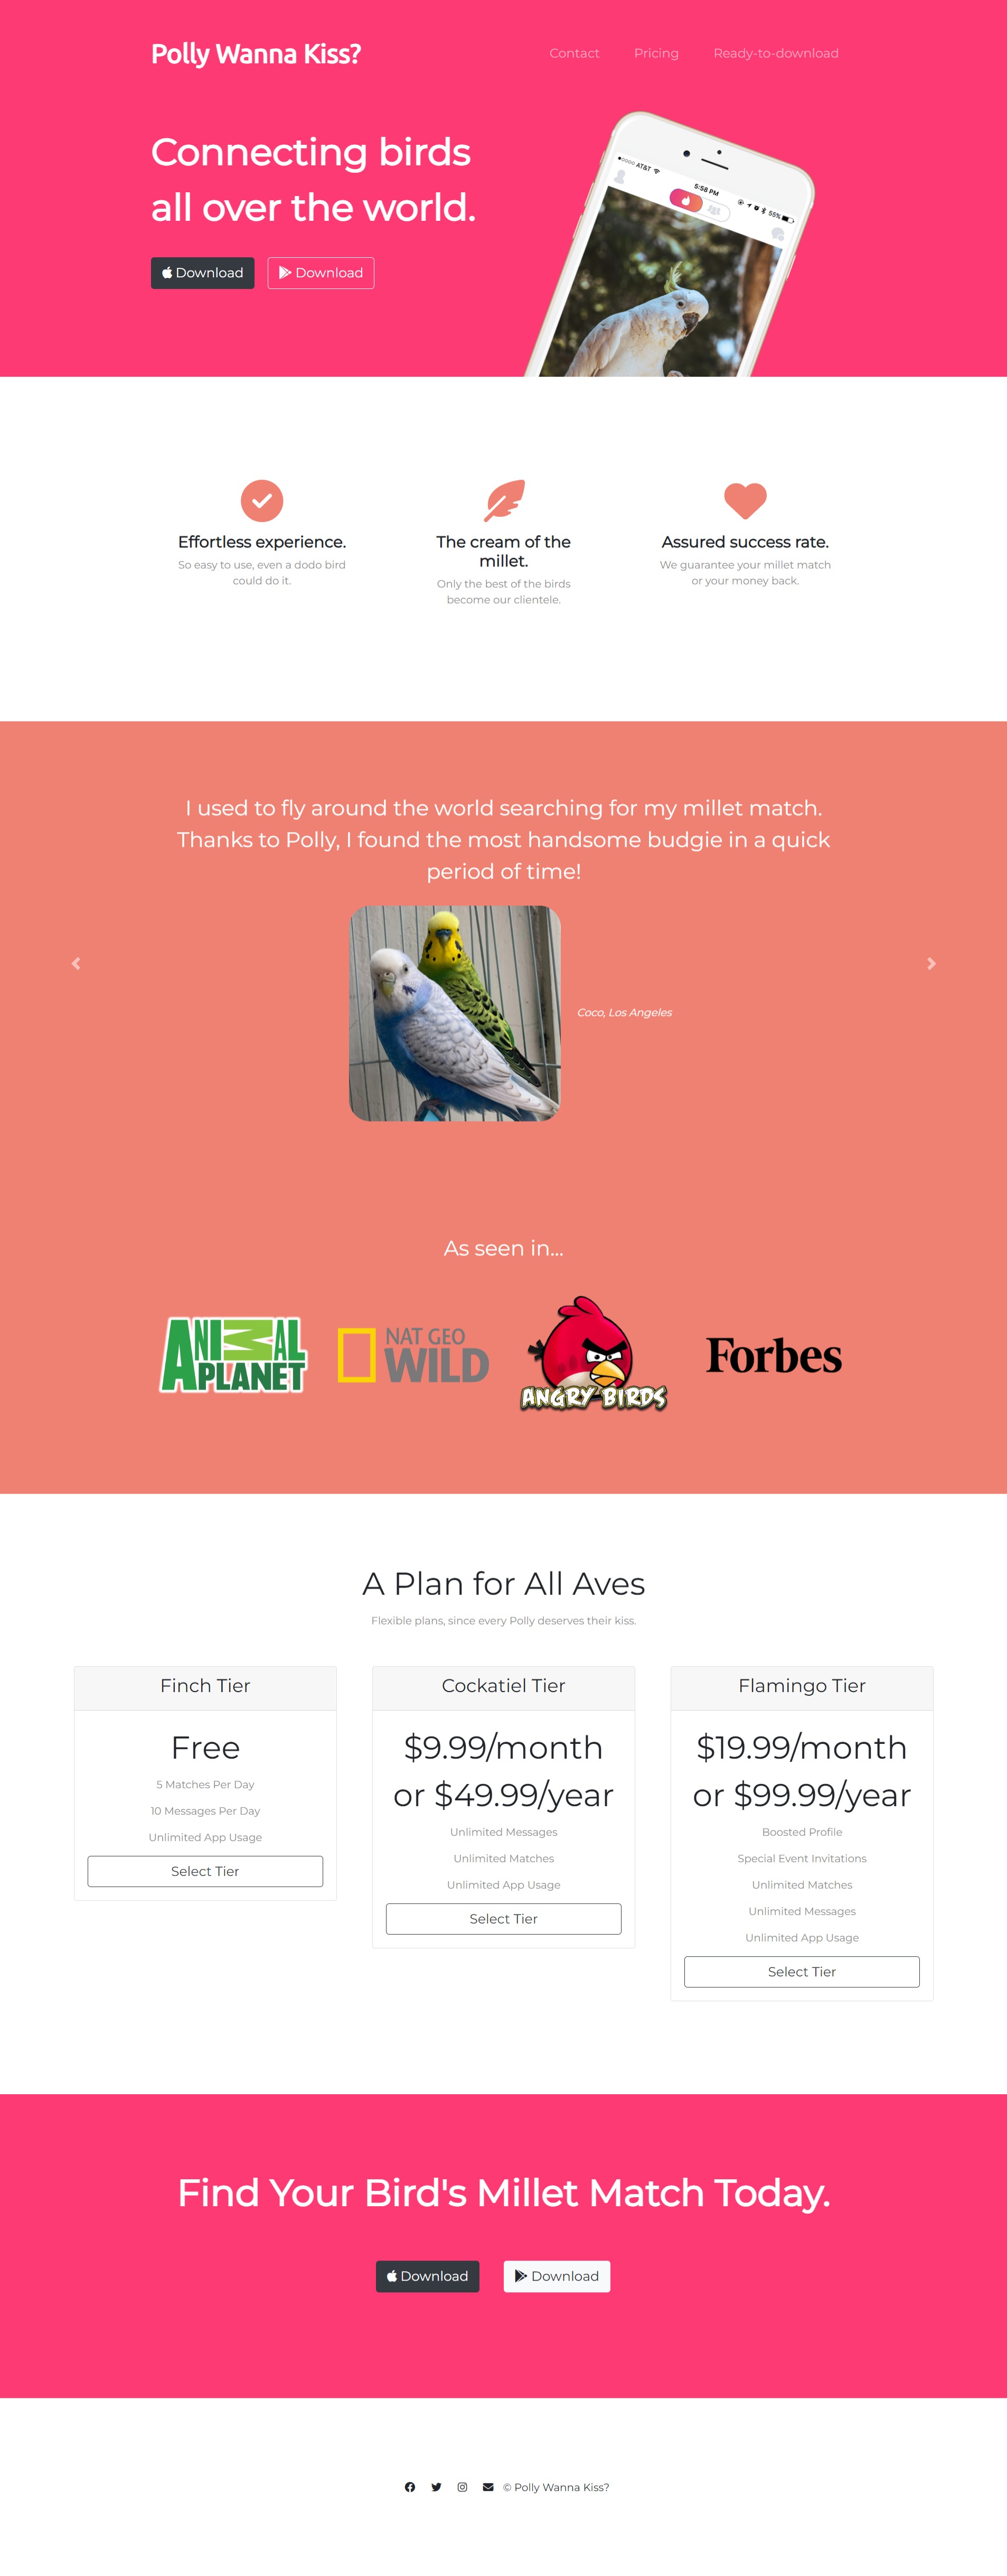 Polly Wanna Kiss?
Contact
Pricing
Ready-to-download
Connecting birds
all over the world.
Download
Download
AT&T
5:58 PM
55%
Effortless experience.
So easy to use, even a dodo bird
could do it.
The cream of the
millet.
Only the best of the birds
become our clientele.
Assured success rate.
We guarantee your millet match
or your money back.
I used to fly around the world searching for my millet match.
Thanks to Polly, I found the most handsome budgie in a quick
period of time!
Coco, Los Angeles
As seen in...
ANIMAL
PLANET
NAT GEO
WILD
ANGRY BIRDS
Forbes
A Plan for All Aves
Flexible plans, since every Polly deserves their kiss.
Finch Tier
Free
5 Matches Per Day
10 Messages Per Day
Unlimited App Usage
Select Tier
Cockatiel Tier
$9.99/month
or $49.99/year
Unlimited Messages
Unlimited Matches
Unlimited App Usage
Select Tier
Flamingo Tier
$19.99/month
or $99.99/year
Boosted Profile
Special Event Invitations
Unlimited Matches
Unlimited Messages
Unlimited App Usage
Select Tier
Find Your Bird's Millet Match Today.
Download
Download
© Polly Wanna Kiss?